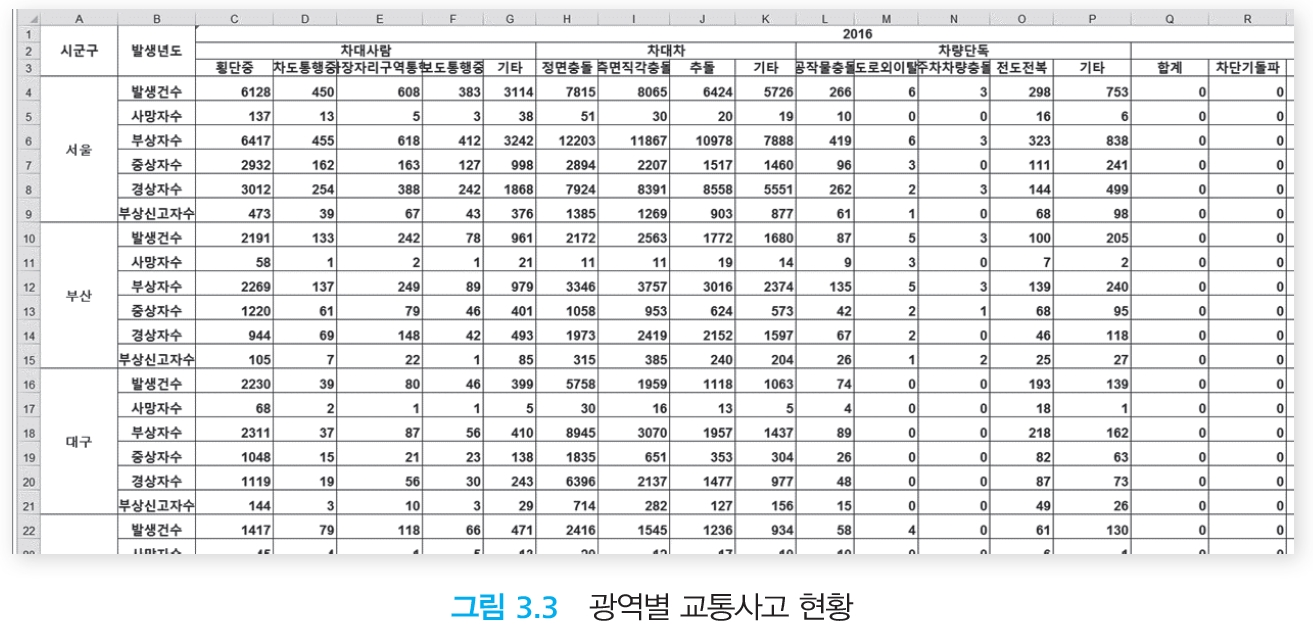 A B C D E F G H I J K L M N O P Q R
1 시군구 발생년도 2016
2 차대사람 차대차 차량단독
3 횡단중 차도통행중 장자리구역통행 보도통행중 기타 정면충돌 측면직각충돌 추돌 기타 공작물충돌 도로외이탈 주차차량충돌 전도전복 기타 합계 차단기돌파
4 발생건수 6128 450 608 383 3114 7815 8065 6424 5726 266 6 3 298 753 0 0
5 사망자수 137 13 5 3 38 51 30 20 19 10 0 0 16 6 0 0
6 서울 부상자수 6417 455 618 412 3242 12203 11867 10978 7888 419 6 3 323 838 0 0
7 중상자수 2932 162 163 127 998 2894 2207 1517 1460 96 3 0 111 241 0 0
8 경상자수 3012 254 388 242 1868 7924 8391 8558 5551 262 2 3 144 499 0 0
9 부상신고자수 473 39 67 43 376 1385 1269 903 877 61 1 0 68 98 0 0
10 발생건수 2191 133 242 78 961 2172 2563 1772 1680 87 5 3 100 205 0 0
11 사망자수 58 1 2 1 21 11 11 19 14 9 3 0 7 2 0 0
12 부산 부상자수 2269 137 249 89 979 3346 3757 3016 2374 135 5 3 139 240 0 0
13 중상자수 1220 61 79 46 401 1058 953 624 573 42 2 1 68 95 0 0
14 경상자수 944 69 148 42 493 1973 2419 2152 1597 67 2 0 46 118 0 0
15 부상신고자수 105 7 22 1 85 315 385 240 204 26 1 2 25 27 0 0
16 발생건수 2230 39 80 46 399 5758 1959 1118 1063 74 0 0 193 139 0 0
17 사망자수 68 2 1 1 5 30 16 13 5 4 0 0 18 1 0 0
18 대구 부상자수 2311 37 87 56 410 8945 3070 1957 1437 89 0 0 218 162 0 0
19 중상자수 1048 15 21 23 138 1835 651 353 304 26 0 0 82 63 0 0
20 경상자수 1119 19 56 30 243 6396 2137 1477 977 48 0 0 87 73 0 0
21 부상신고자수 144 3 10 3 29 714 282 127 156 15 0 0 49 26 0 0
22 발생건수 1417 79 118 66 471 2416 1545 1236 934 58 4 0 61 130 0 0
그림 3.3 광역별 교통사고 현황